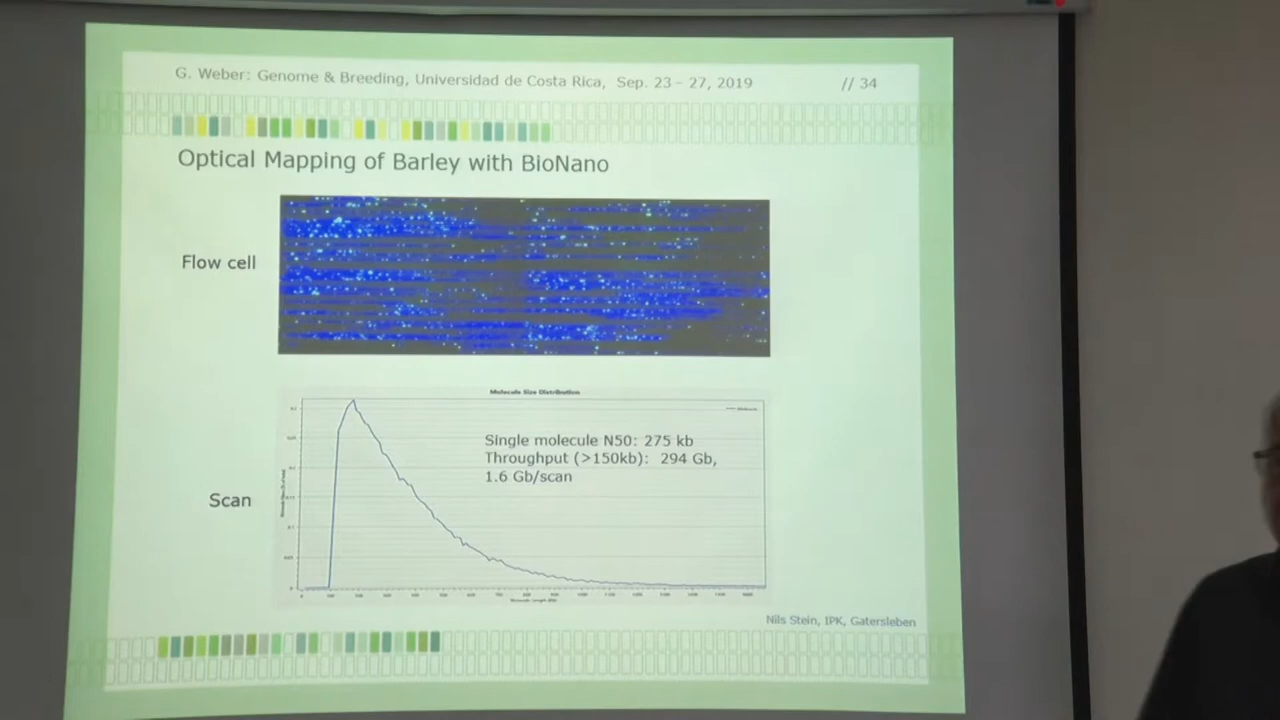 G. Weber: Genome & Breeding, Universidad de Costa Rica, Sep. 23 – 27, 2019
// 34
Optical Mapping of Barley with BioNano
Flow cell
Molecule Size Distribution
Single molecule N50: 275 kb
Throughput (>150kb): 294 Gb,
1.6 Gb/scan
Scan
Nils Stein, IPK, Gatersleben